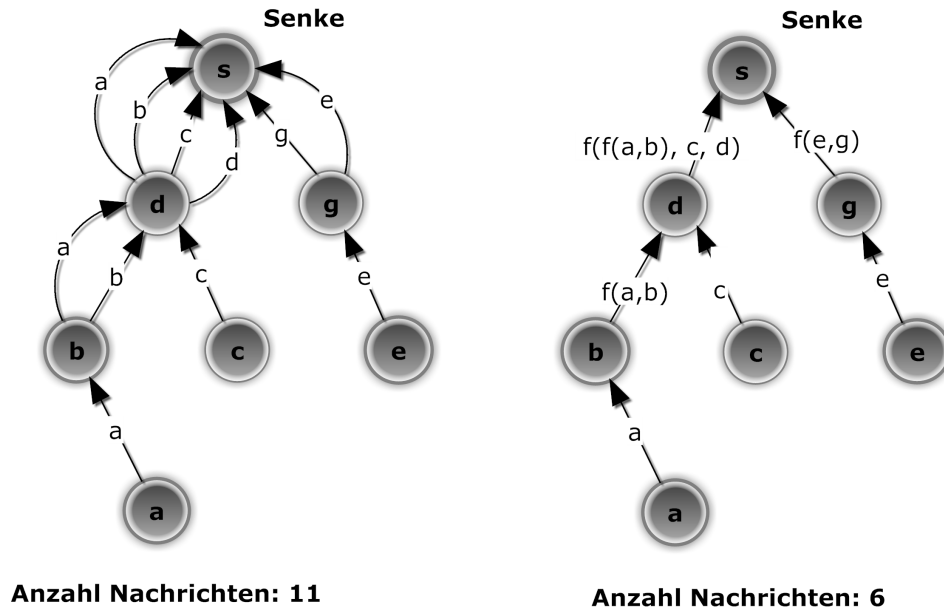 Senke
s
a
b
c
d
g
e
d
g
a
b
c
e
b
c
e
a
a
Anzahl Nachrichten: 11
Senke
s
f(f(a,b), c, d)
f(e,g)
d
g
f(a,b)
c
e
b
c
e
a
a
Anzahl Nachrichten: 6